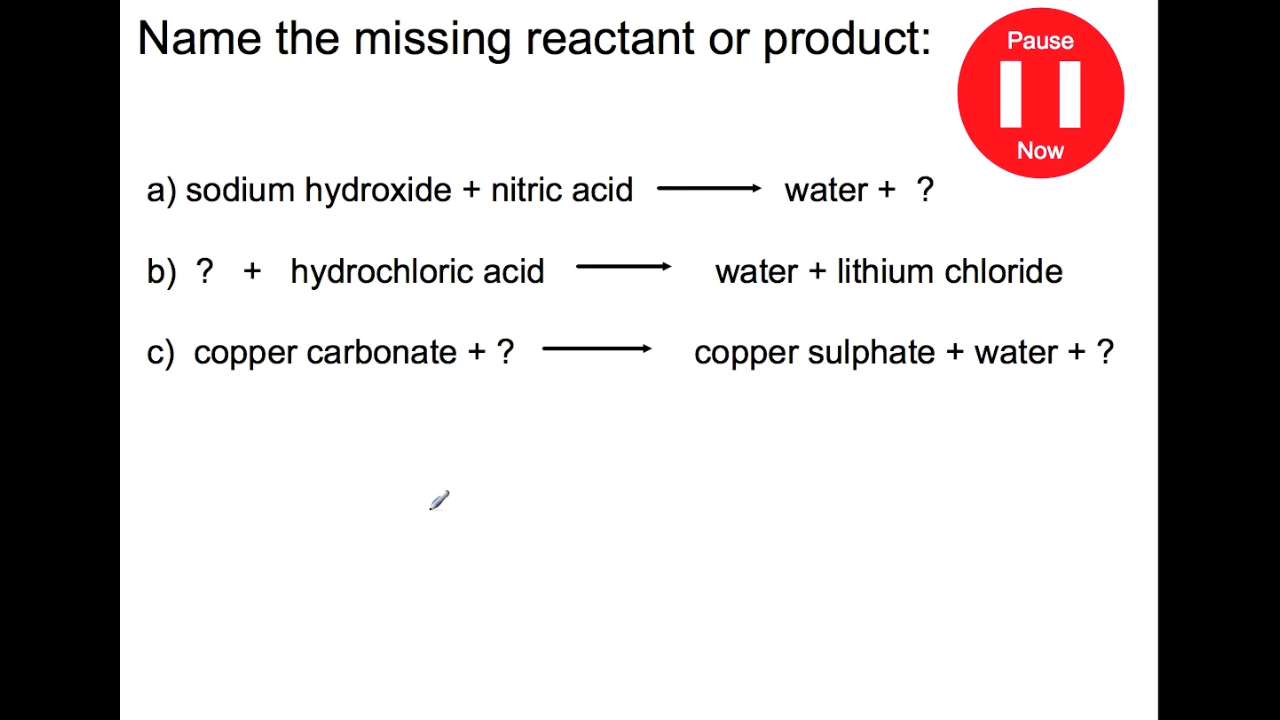 Name the missing reactant or product:
Pause
Now
a) sodium hydroxide + nitric acid ⟶ water + ?
b) ? + hydrochloric acid ⟶ water + lithium chloride
c) copper carbonate + ? ⟶ copper sulphate + water + ?